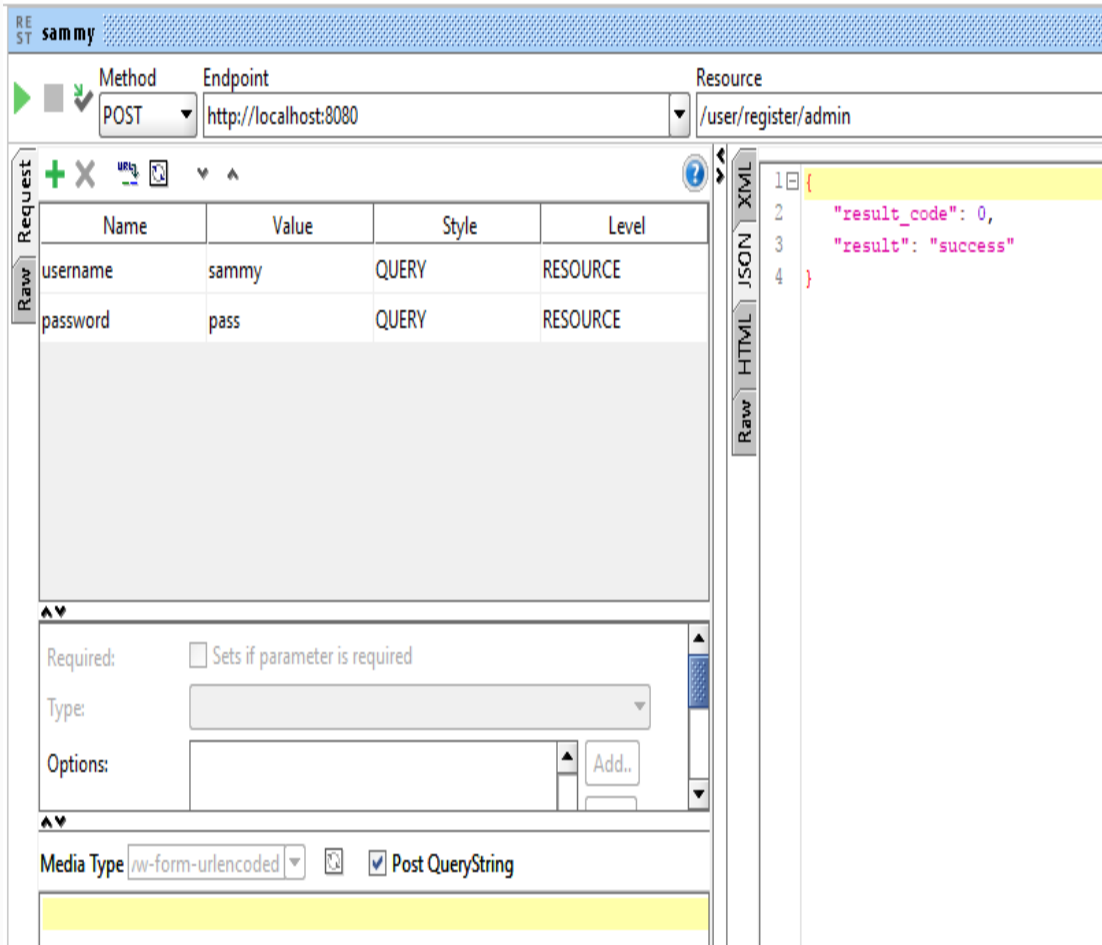 REST sammy
Method Endpoint Resource
POST http://localhost:8080 /user/register/admin
Request
Raw
URL
?
Name Value Style Level
username sammy QUERY RESOURCE
password pass QUERY RESOURCE
Required: Sets if parameter is required
Type:
Options: Add..
Media Type /w-form-urlencoded Post QueryString
XML
JSON
HTML
Raw
1 {
2 "result_code": 0,
3 "result": "success"
4 }